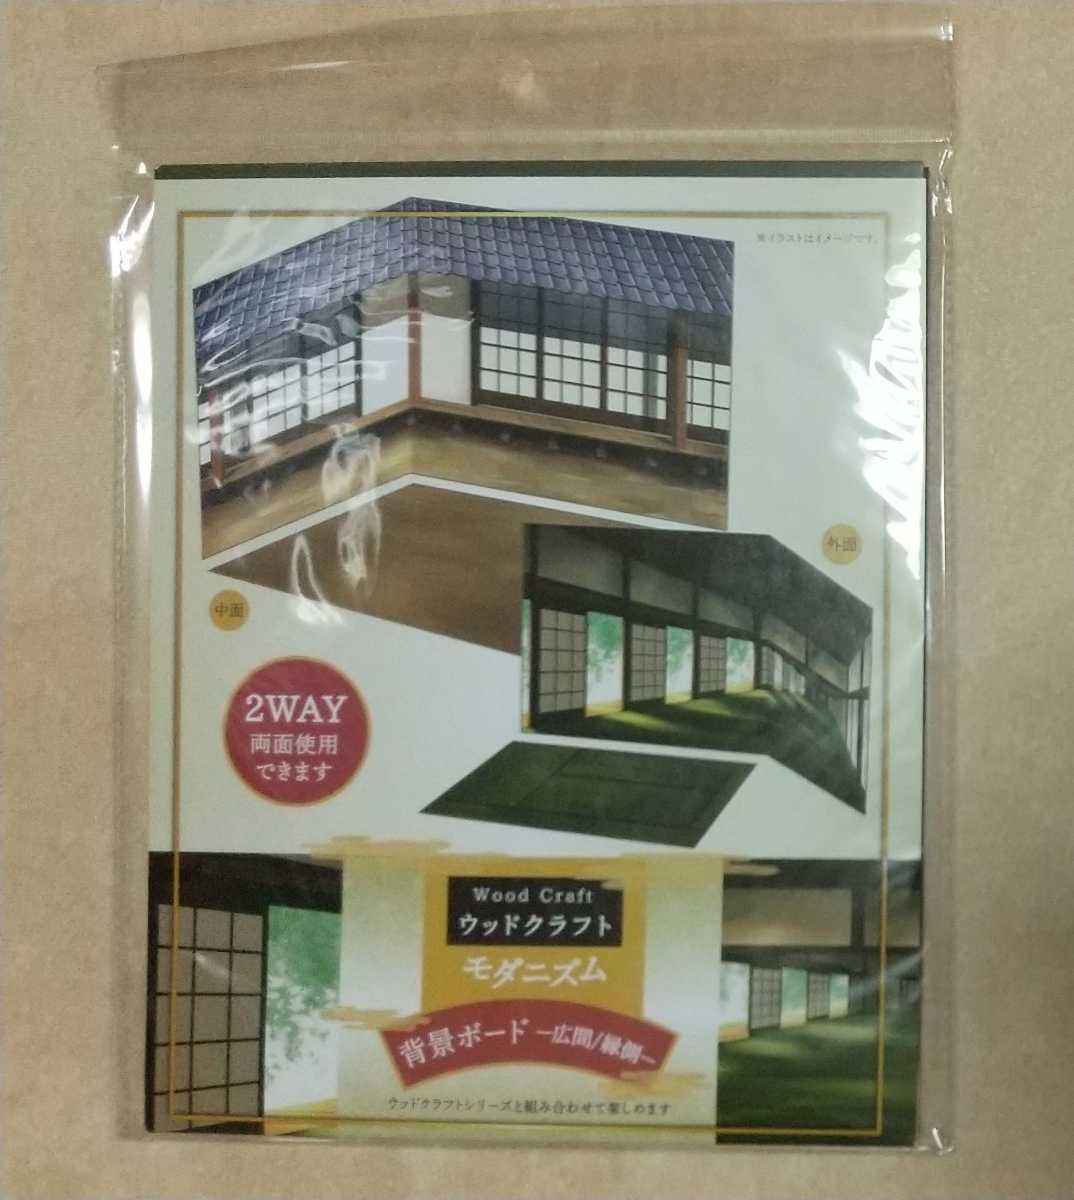 ※イラストはイメージです。
外面
中面
2WAY
両面使用
できます
Wood Craft
ウッドクラフト
モダニズム
背景ボード ー広間/縁側ー
ウッドクラフトシリーズと組み合わせて楽しめます